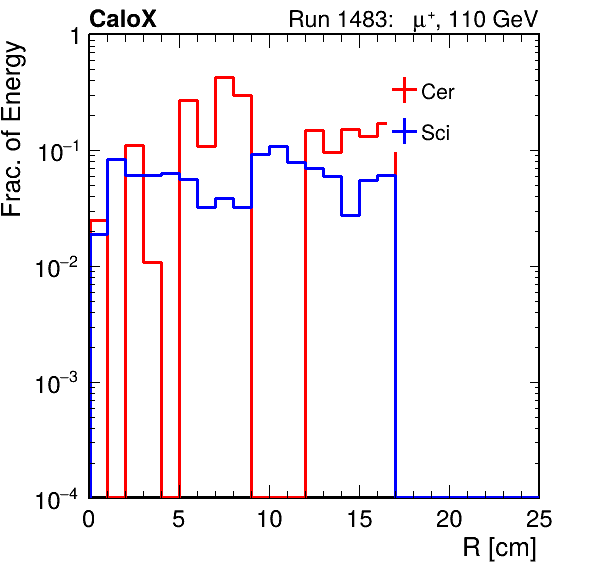 CaloX Run 1483: μ⁺, 110 GeV
Frac. of Energy
1
10⁻¹
10⁻²
10⁻³
10⁻⁴
Cer
Sci
0 5 10 15 20 25
R [cm]